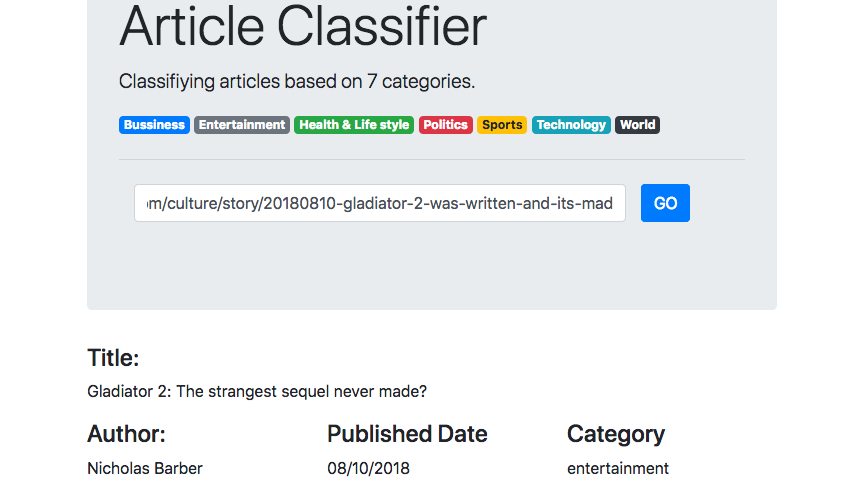 Article Classifier
Classifiying articles based on 7 categories.
Bussiness Entertainment Health & Life style Politics Sports Technology World
om/culture/story/20180810-gladiator-2-was-written-and-its-mad GO
Title:
Gladiator 2: The strangest sequel never made?
Author: Published Date Category
Nicholas Barber 08/10/2018 entertainment